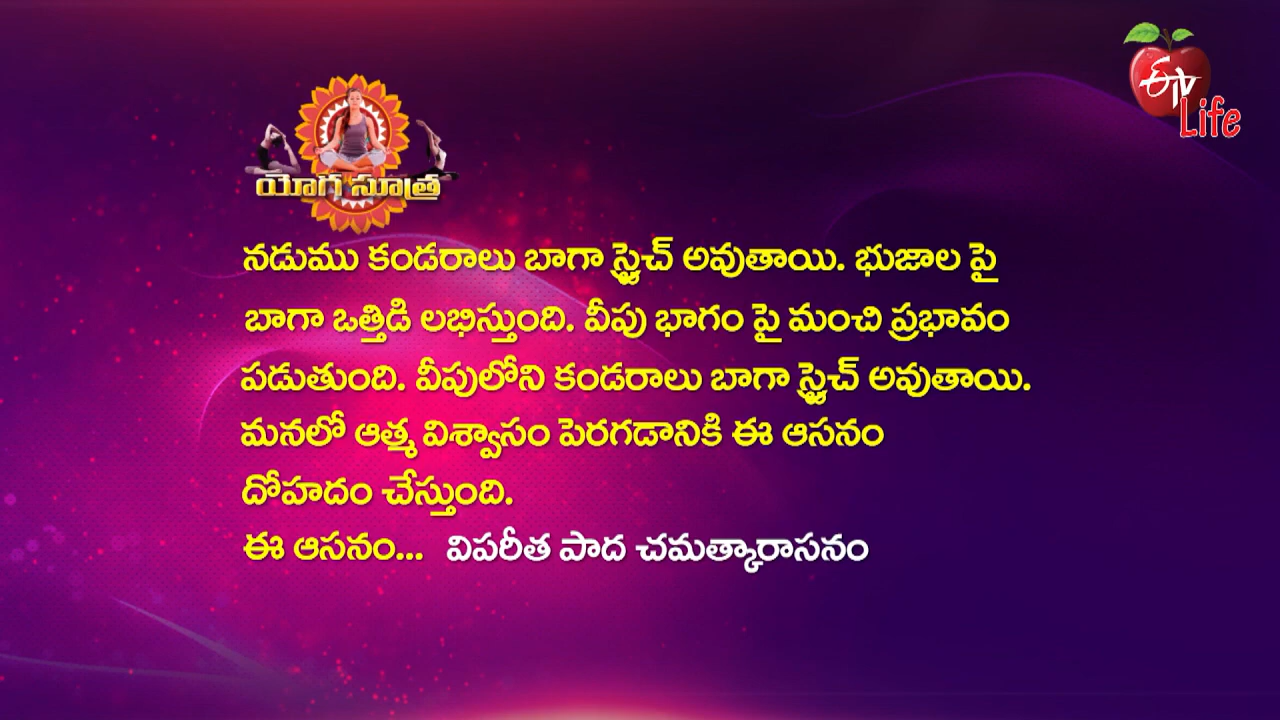 ETV
Life
యోగ సూత్ర
నడుము కండరాలు బాగా స్ట్రెచ్ అవుతాయి. భుజాల పై
బాగా ఒత్తిడి లభిస్తుంది. వీపు భాగం పై మంచి ప్రభావం
పడుతుంది. వీపులోని కండరాలు బాగా స్ట్రెచ్ అవుతాయి.
మనలో ఆత్మ విశ్వాసం పెరగడానికి ఈ ఆసనం
దోహదం చేస్తుంది.
ఈ ఆసనం... విపరీత పాద చమత్కారాసనం